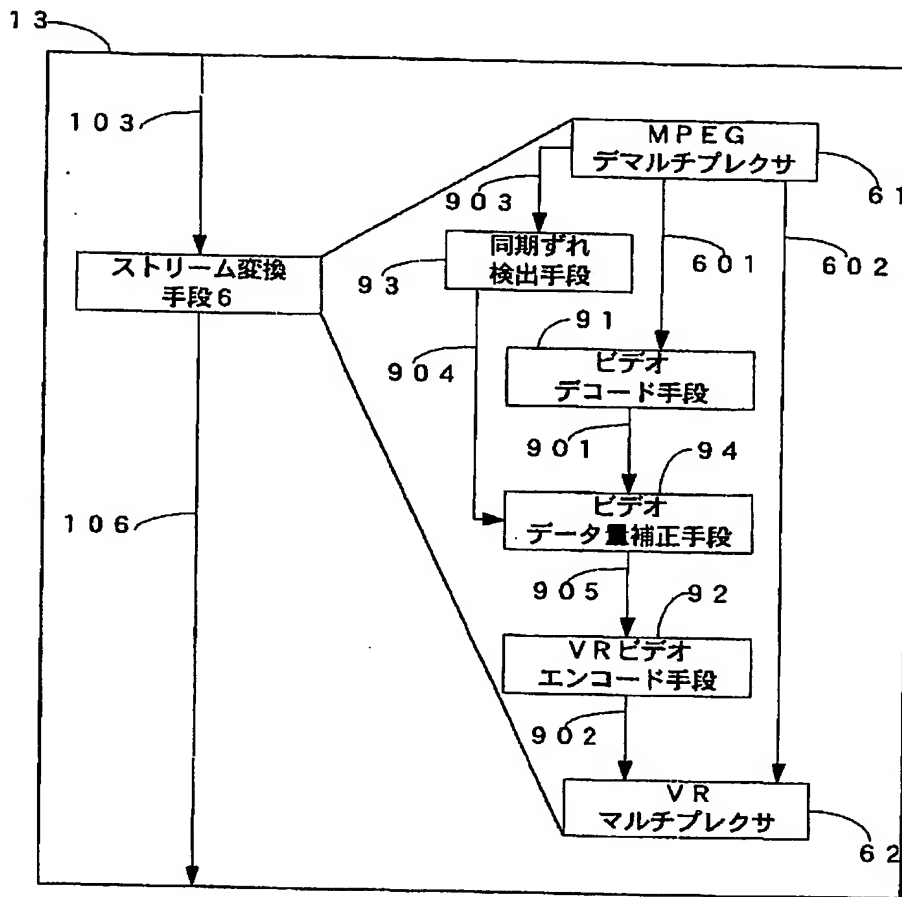 13
103
MPEG
デマルチプレクサ
61
903
同期ずれ
検出手段
93
601
602
ストリーム変換
手段6
91
904
ビデオ
デコード手段
901
94
106
ビデオ
データ量補正手段
905
92
VRビデオ
エンコード手段
902
VR
マルチプレクサ
62